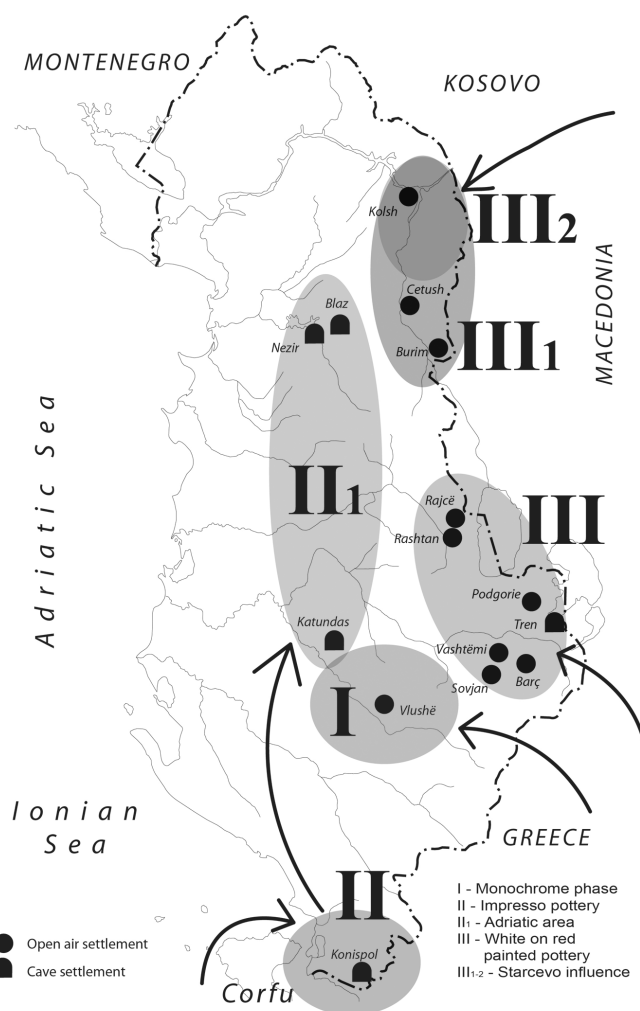 MONTENEGRO
KOSOVO
Kolsh
III2
MACEDONIA
Cetush
Blaz
Nezir
Burim
III1
Adriatic Sea
II1
Rajcë
III
Rashtan
Podgorie
Katundas
Tren
Vashtëmi
Sovjan
Barç
I
Vlushë
Ionian
Sea
GREECE
II
I - Monochrome phase
II - Impresso pottery
II1 - Adriatic area
III - White on red
painted pottery
III1-2 - Starcevo influence
Open air settlement
Cave settlement
Konispol
Corfu